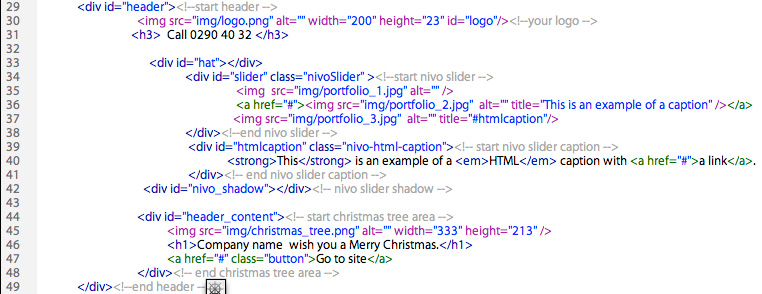 29 <div id="header"><!--start header -->
30 <img src="img/logo.png" alt="" width="200" height="23" id="logo"/><!--your logo -->
31 <h3> Call 0290 40 32 </h3>
32
33 <div id="hat"></div>
34 <div id="slider" class="nivoSlider" ><!--start nivo slider -->
35 <img src="img/portfolio_1.jpg" alt="" />
36 <a href="#"><img src="img/portfolio_2.jpg" alt="" title="This is an example of a caption" /></a>
37 <img src="img/portfolio_3.jpg" alt="" title="#htmlcaption"/>
38 </div><!--end nivo slider -->
39 <div id="htmlcaption" class="nivo-html-caption"><!-- start nivo slider caption -->
40 <strong>This</strong> is an example of a <em>HTML</em> caption with <a href="#">a link</a>.
41 </div><!-- end nivo slider caption -->
42 <div id="nivo_shadow"></div><!-- nivo slider shadow -->
43
44 <div id="header_content"><!-- start christmas tree area -->
45 <img src="img/christmas_tree.png" alt="" width="333" height="213" />
46 <h1>Company name wish you a Merry Christmas.</h1>
47 <a href="#" class="button">Go to site</a>
48 </div><!-- end christmas tree area -->
49 </div><!--end header -